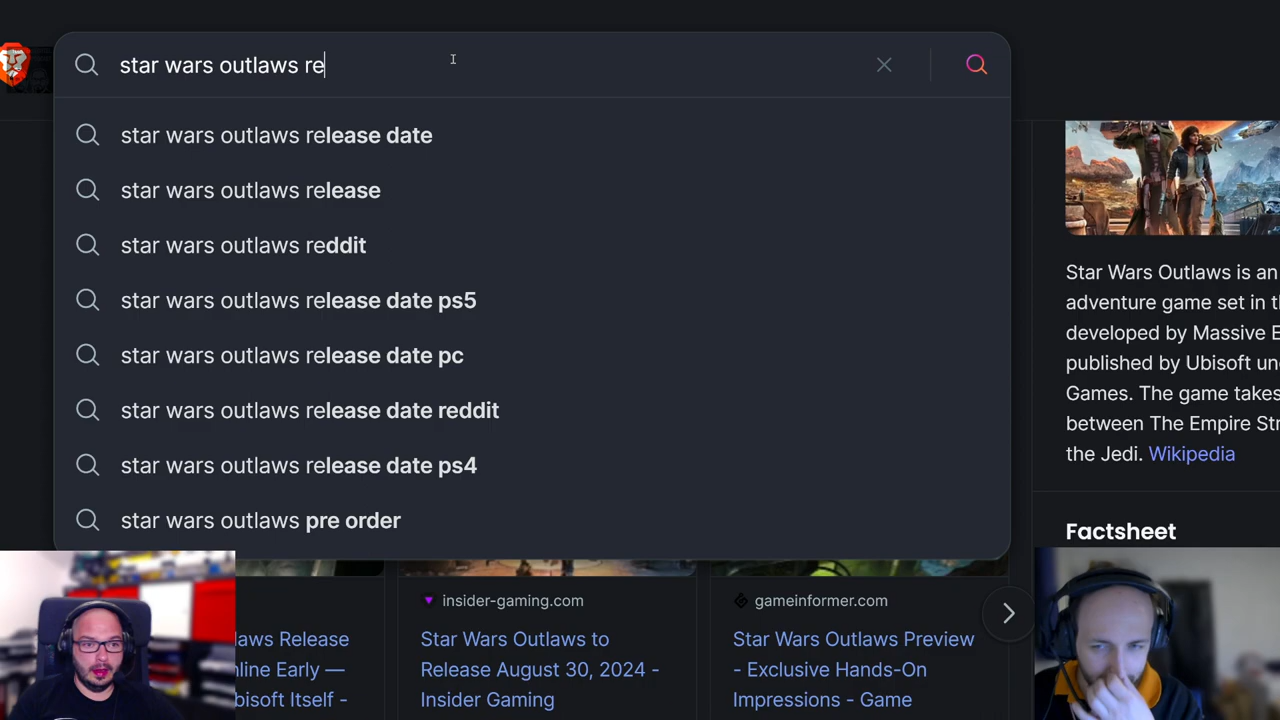 star wars outlaws re
star wars outlaws release date
star wars outlaws release
star wars outlaws reddit
star wars outlaws release date ps5
star wars outlaws release date pc
star wars outlaws release date reddit
star wars outlaws release date ps4
star wars outlaws pre order
Star Wars Outlaws is an
adventure game set in t
developed by Massive E
published by Ubisoft un
Games. The game takes
between The Empire Str
the Jedi. Wikipedia
Factsheet
laws Release
nline Early —
bisoft Itself -
insider-gaming.com
Star Wars Outlaws to
Release August 30, 2024 -
Insider Gaming
gameinformer.com
Star Wars Outlaws Preview
- Exclusive Hands-On
Impressions - Game